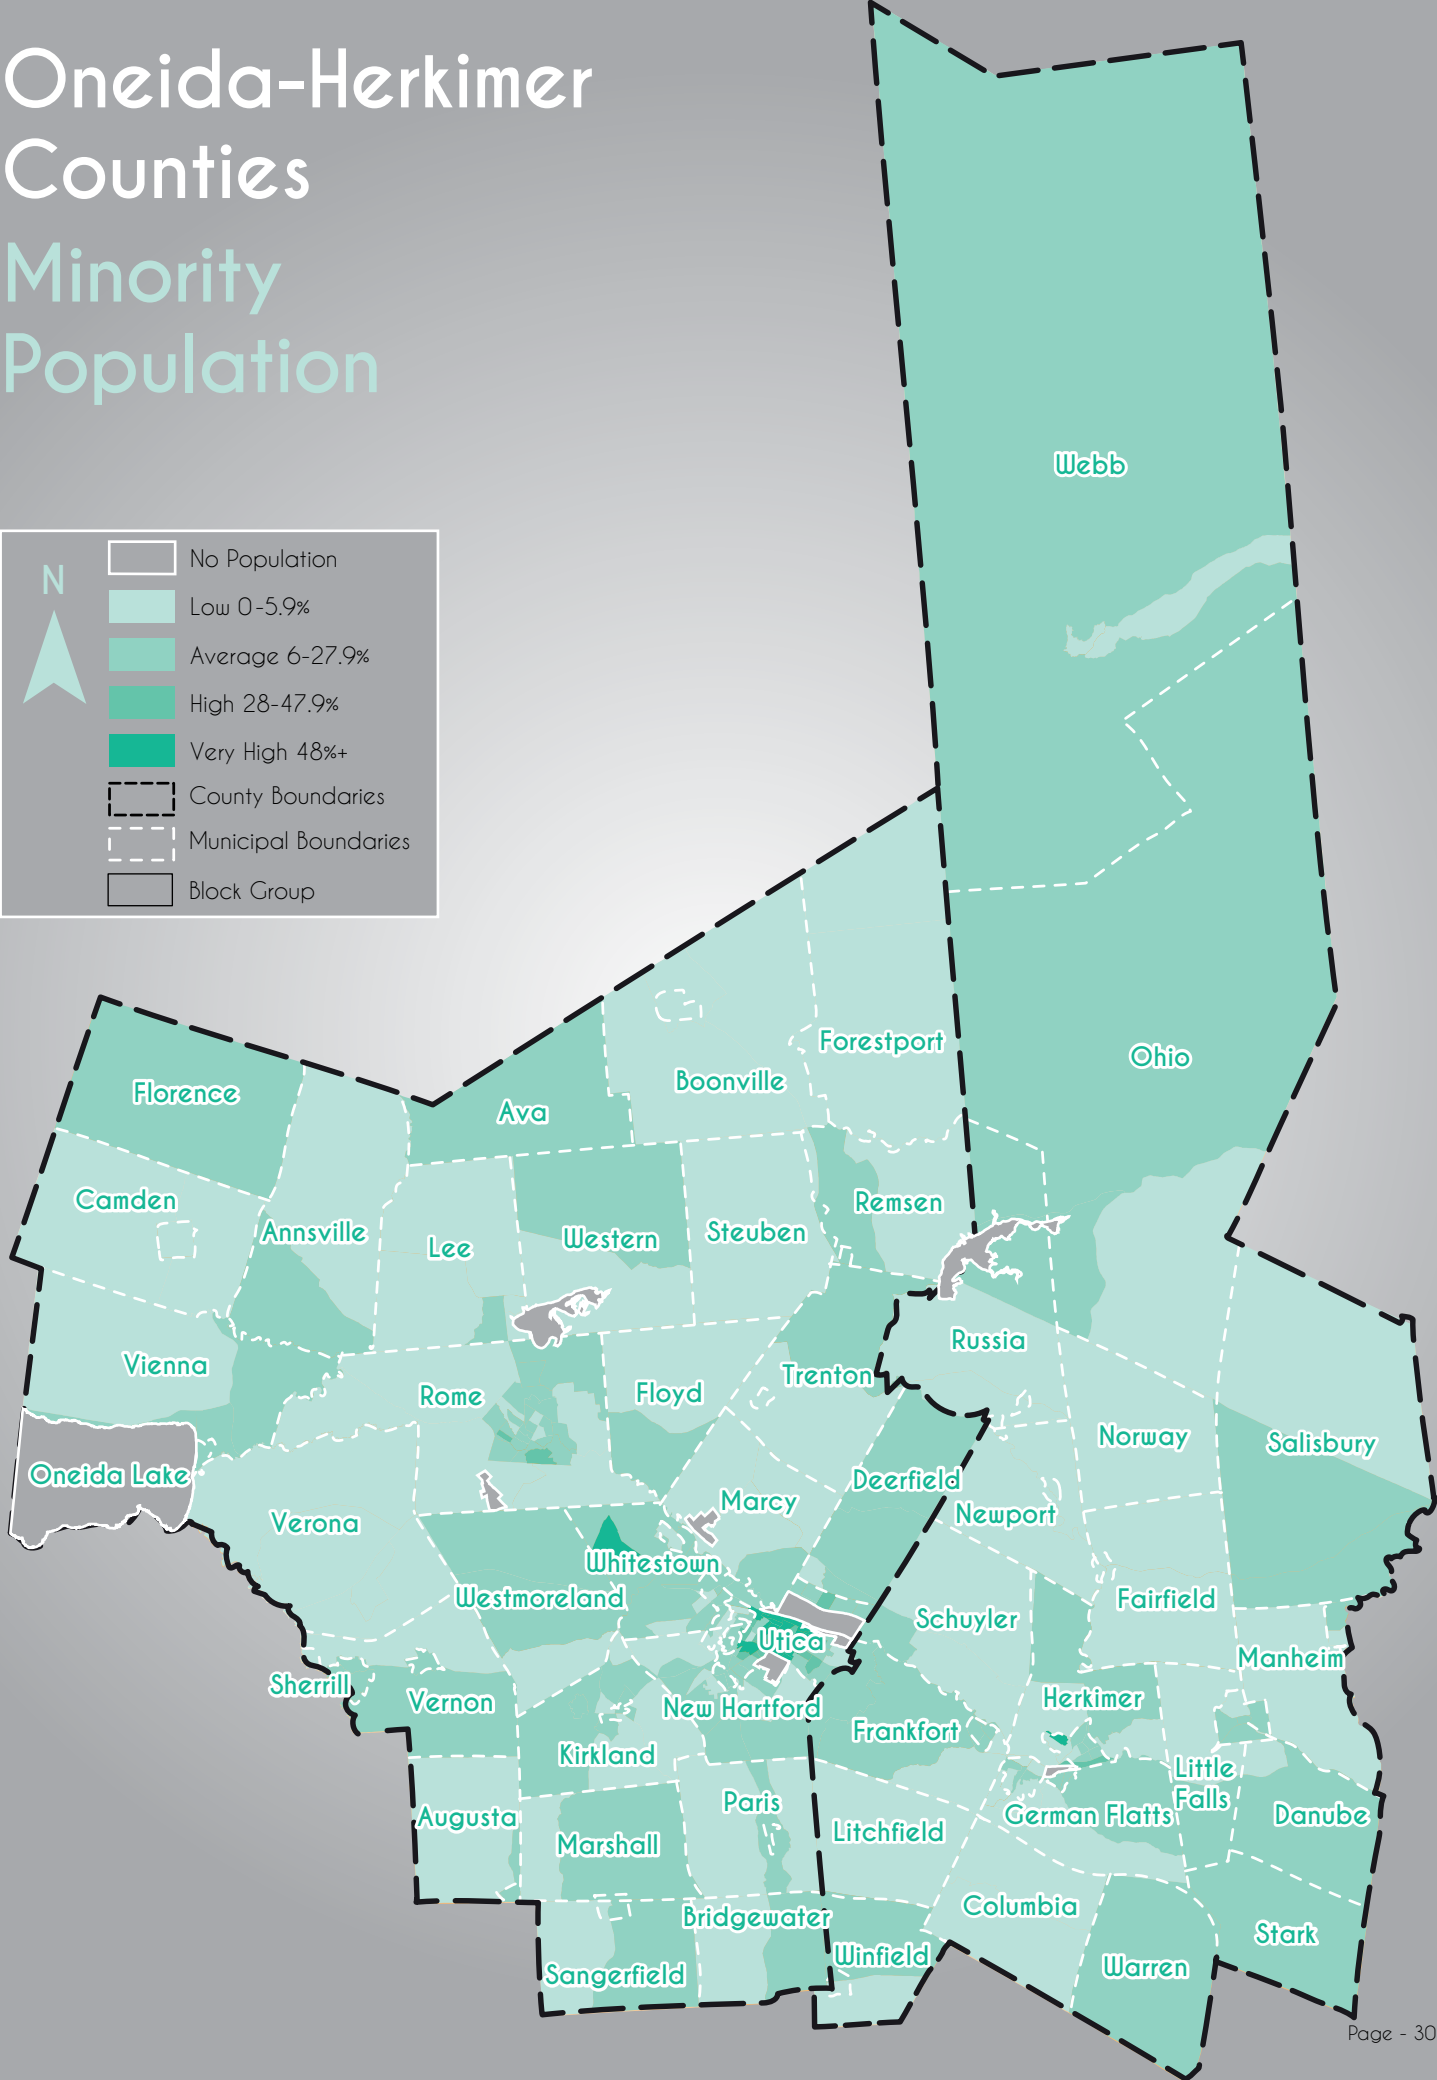 Oneida-Herkimer
Counties
Minority
Population
N
No Population
Low 0-5.9%
Average 6-27.9%
High 28-47.9%
Very High 48%+
County Boundaries
Municipal Boundaries
Block Group
Webb
Ohio
Forestport
Boonville
Florence
Ava
Camden
Annsville
Lee
Western
Steuben
Remsen
Russia
Vienna
Rome
Floyd
Trenton
Norway
Salisbury
Oneida Lake
Verona
Marcy
Deerfield
Newport
Whitestown
Westmoreland
Schuyler
Fairfield
Utica
Manheim
Sherrill
Vernon
New Hartford
Herkimer
Frankfort
Kirkland
Little
Falls
Augusta
Paris
German Flatts
Danube
Marshall
Litchfield
Columbia
Bridgewater
Stark
Winfield
Warren
Sangerfield
Page - 30